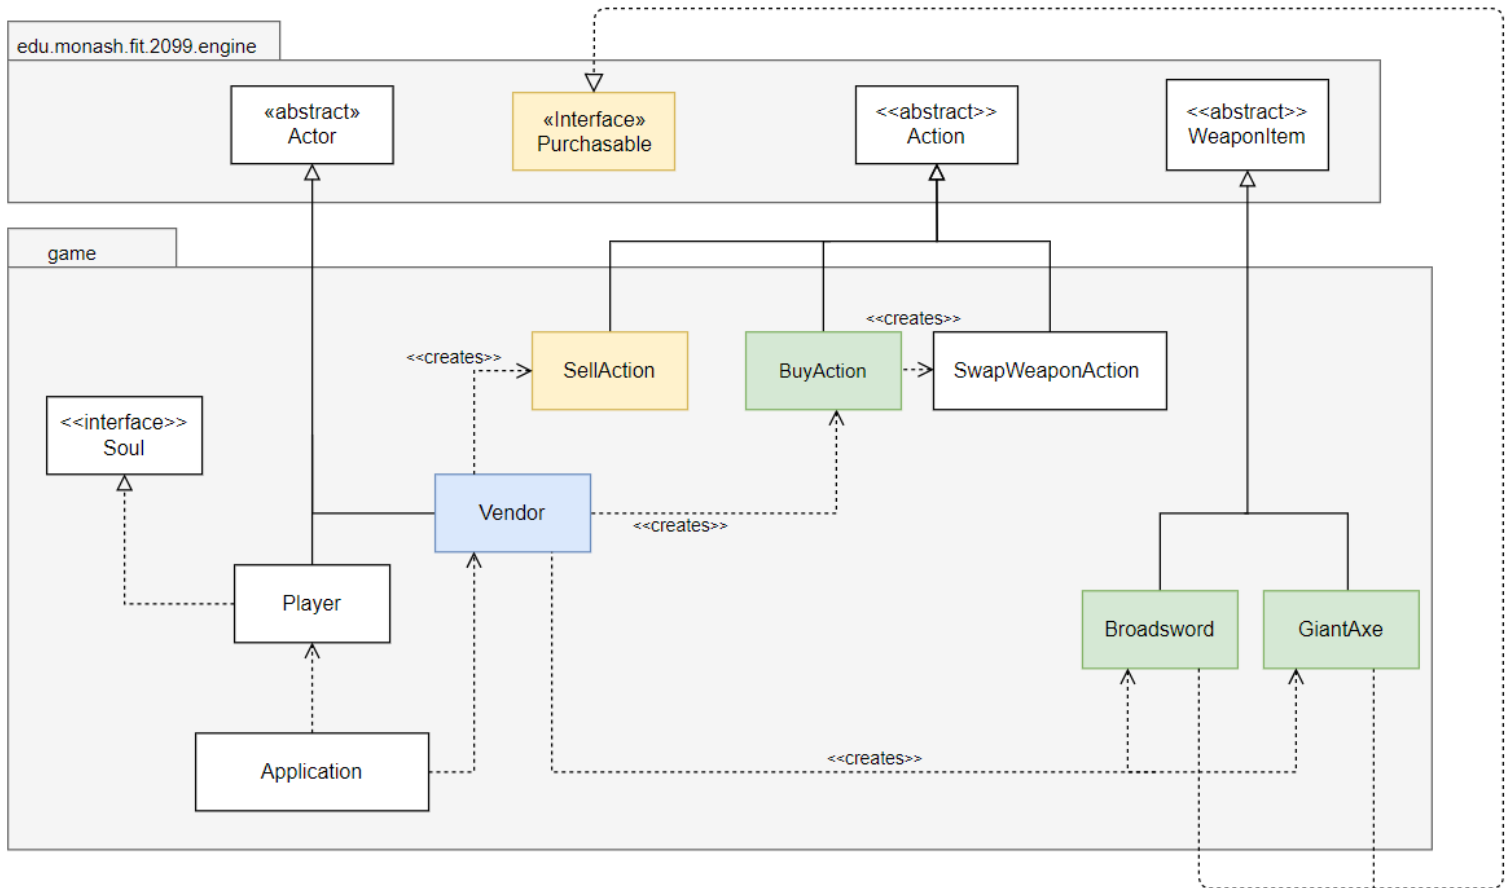 edu.monash.fit.2099.engine
«abstract»
Actor
«Interface»
Purchasable
<<abstract>>
Action
<<abstract>>
WeaponItem
game
<<creates>>
<<creates>>
SellAction
BuyAction
SwapWeaponAction
<<interface>>
Soul
Vendor
<<creates>>
Player
Broadsword
GiantAxe
<<creates>>
Application